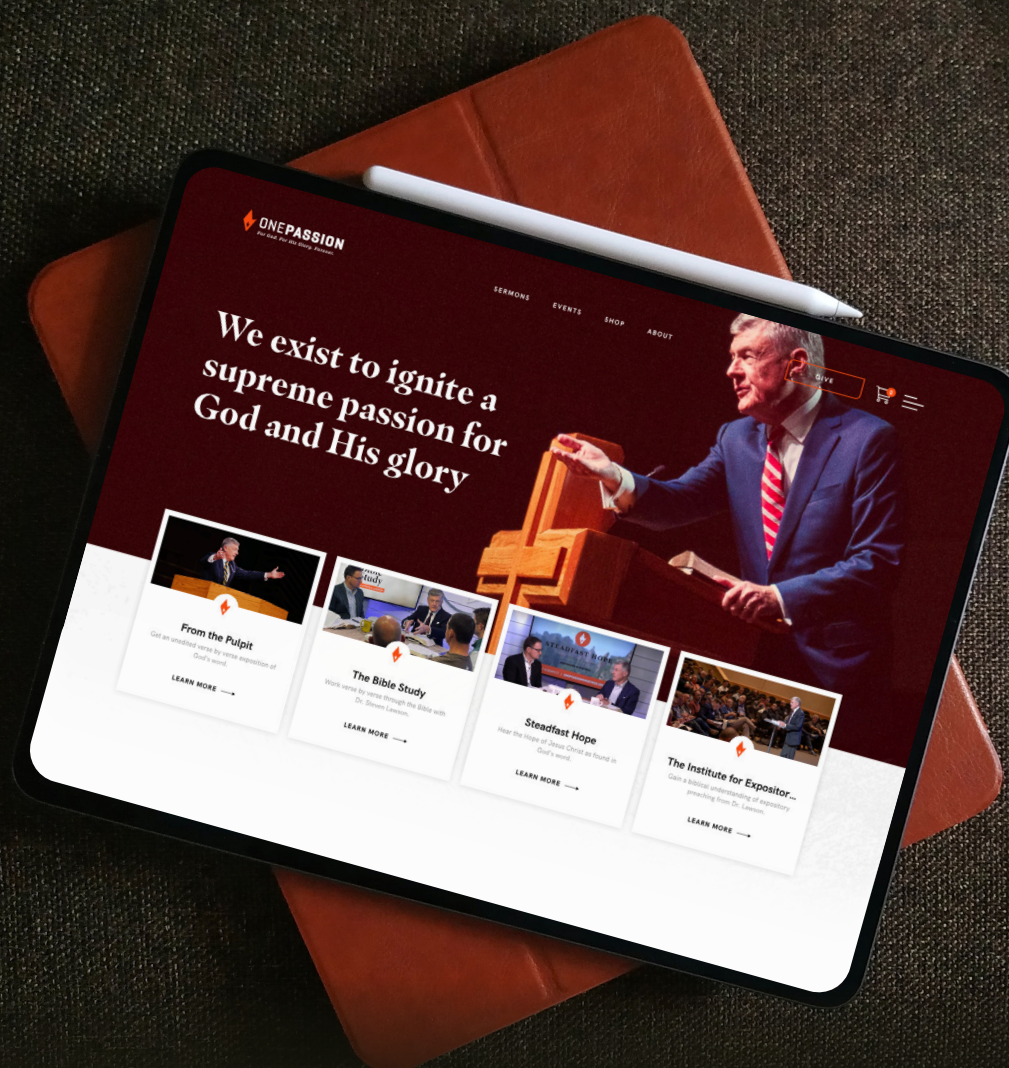 ONEPASSION
For God. For His Glory. Forever.
SERMONS EVENTS SHOP ABOUT
GIVE
We exist to ignite a
supreme passion for
God and His glory
From the Pulpit
Get an unedited verse by verse exposition of
God's word.
LEARN MORE
Study
The Bible Study
Work verse by verse through the Bible with
Dr. Steven Lawson.
LEARN MORE
STEADFAST HOPE
Steadfast Hope
Hear the Hope of Jesus Christ as found in
God's word.
LEARN MORE
The Institute for Expositor...
Gain a biblical understanding of expository
preaching from Dr. Lawson.
LEARN MORE